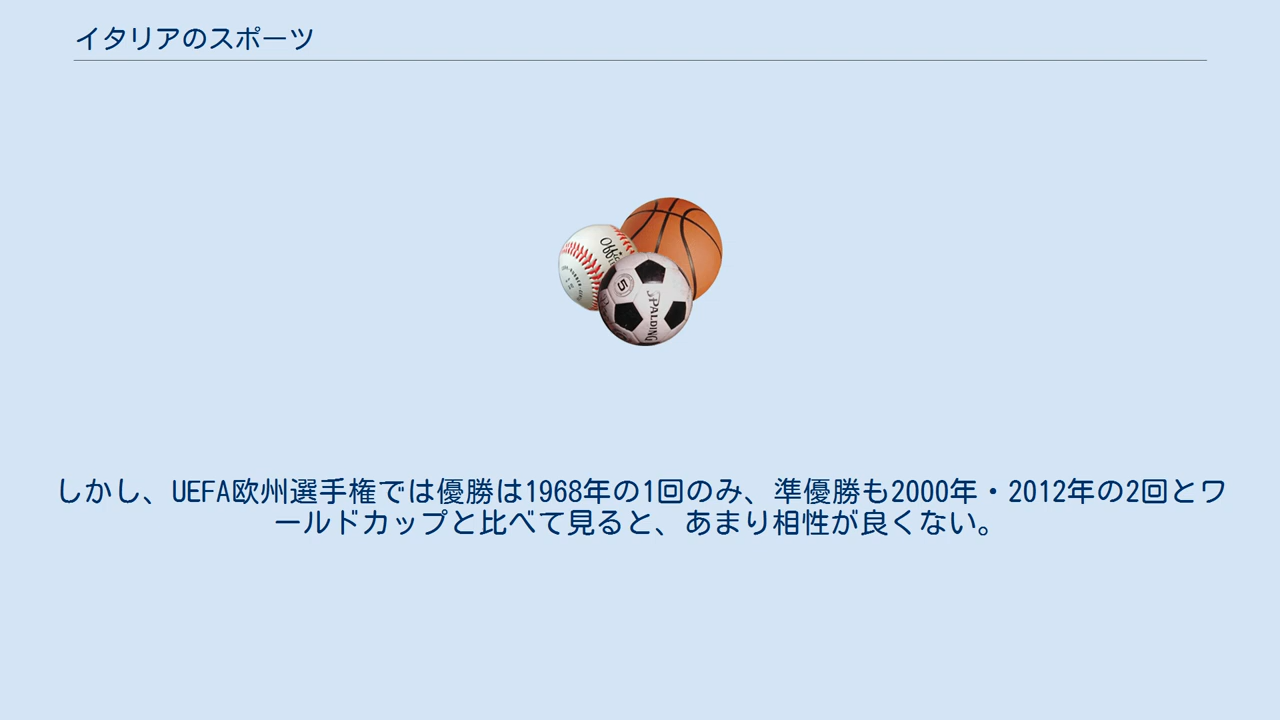 イタリアのスポーツ
Offic
5
SPALDING
しかし、UEFA欧州選手権では優勝は1968年の1回のみ、準優勝も2000年・2012年の2回とワ
ールドカップと比べて見ると、あまり相性が良くない。